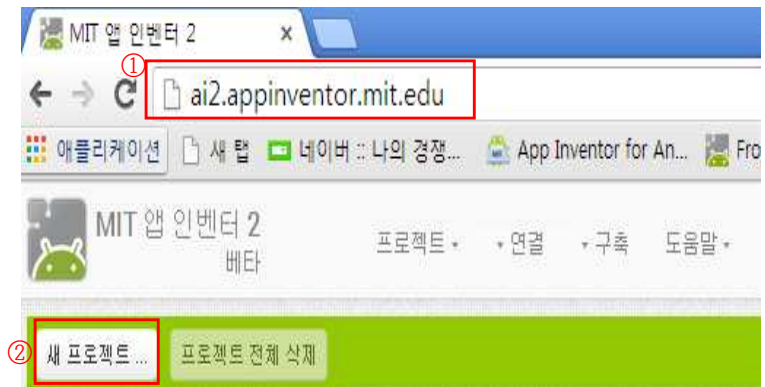 MIT 앱 인벤터 2
①
ai2.appinventor.mit.edu
애플리케이션 새 탭 네이버 :: 나의 경쟁... App Inventor for An... Fro
MIT 앱 인벤터 2
베타
프로젝트 연결 구축 도움말
② 새 프로젝트 ... 프로젝트 전체 삭제